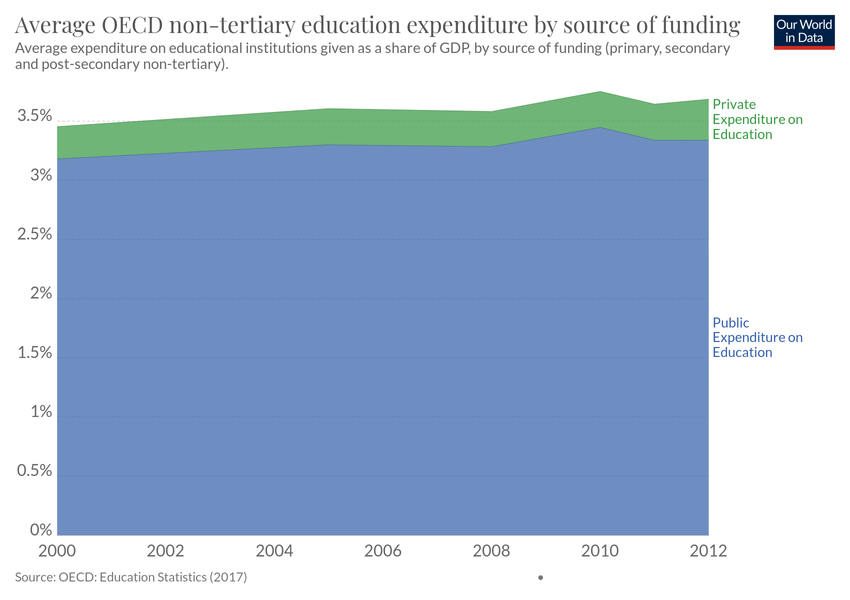 Average OECD non-tertiary education expenditure by source of funding
Average expenditure on educational institutions given as a share of GDP, by source of funding (primary, secondary
and post-secondary non-tertiary).
Our World
in Data
3.5%
3%
2.5%
2%
1.5%
1%
0.5%
0%
Private
Expenditure on
Education
Public
Expenditure on
Education
2000 2002 2004 2006 2008 2010 2012
Source: OECD: Education Statistics (2017)